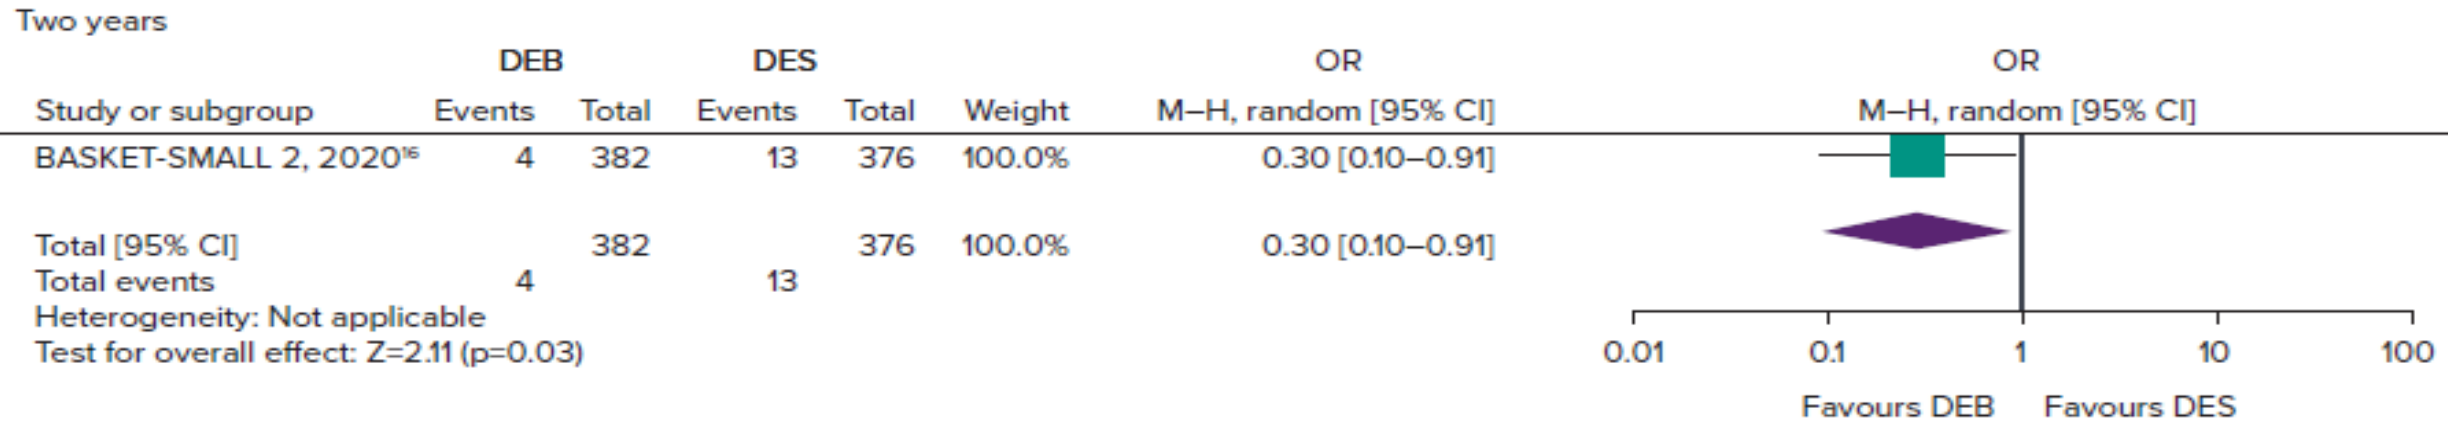 Two years
DEB DES OR OR
Study or subgroup Events Total Events Total Weight M–H, random [95% CI] M–H, random [95% CI]
BASKET-SMALL 2, 2020¹⁶ 4 382 13 376 100.0% 0.30 [0.10–0.91]
Total [95% CI] 382 376 100.0% 0.30 [0.10–0.91]
Total events 4 13
Heterogeneity: Not applicable
Test for overall effect: Z=2.11 (p=0.03)
0.01 0.1 1 10 100
Favours DEB Favours DES